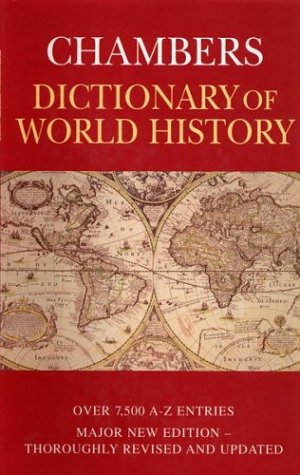 CHAMBERS
DICTIONARY OF
WORLD HISTORY
OVER 7,500 A-Z ENTRIES
MAJOR NEW EDITION –
THOROUGHLY REVISED AND UPDATED